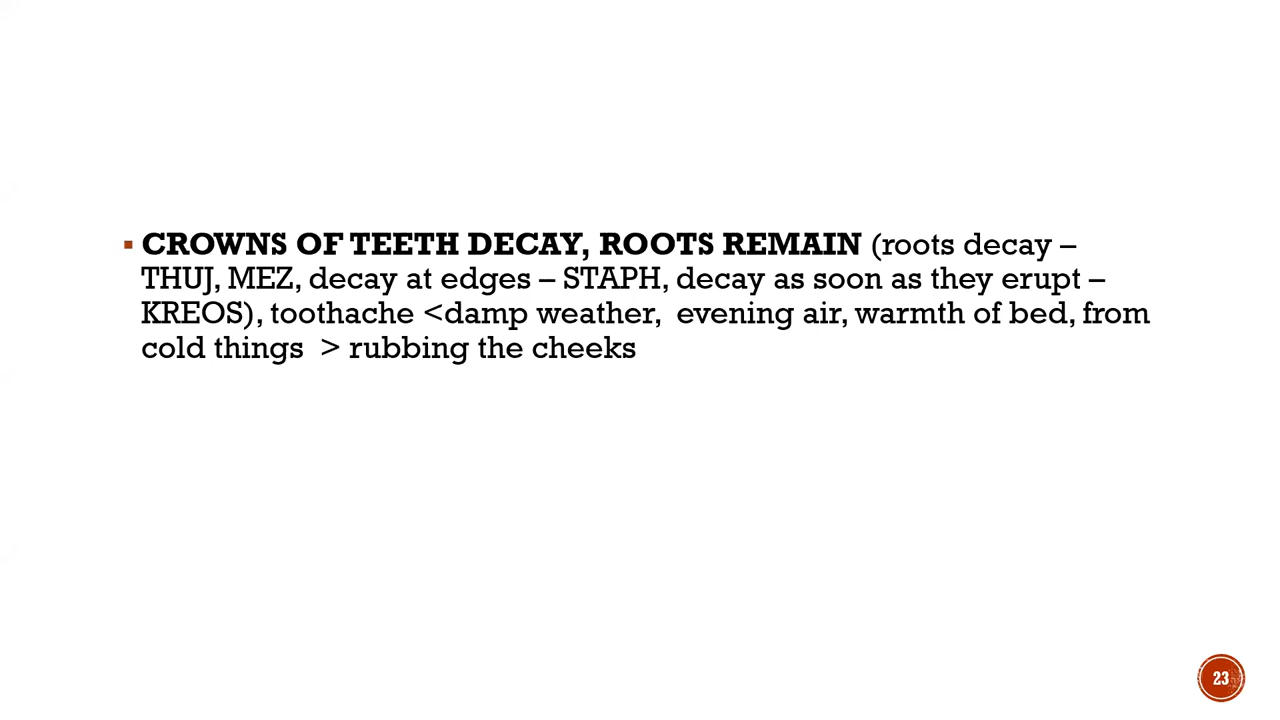 ▪ CROWNS OF TEETH DECAY, ROOTS REMAIN (roots decay –
THUJ, MEZ, decay at edges – STAPH, decay as soon as they erupt –
KREOS), toothache <damp weather,  evening air, warmth of bed, from
cold things  > rubbing the cheeks
23